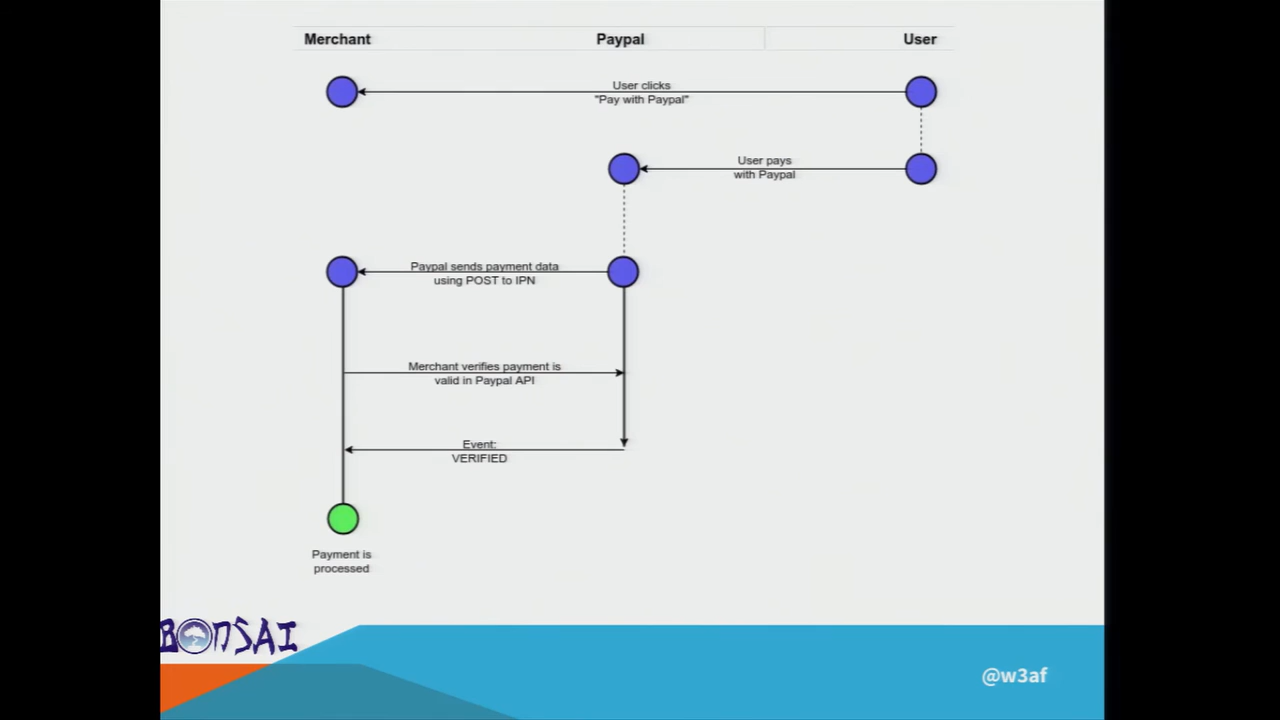 Merchant Paypal User
User clicks
"Pay with Paypal"
User pays
with Paypal
Paypal sends payment data
using POST to IPN
Merchant verifies payment is
valid in Paypal API
Event:
VERIFIED
Payment is
processed
BONSAI
@w3af